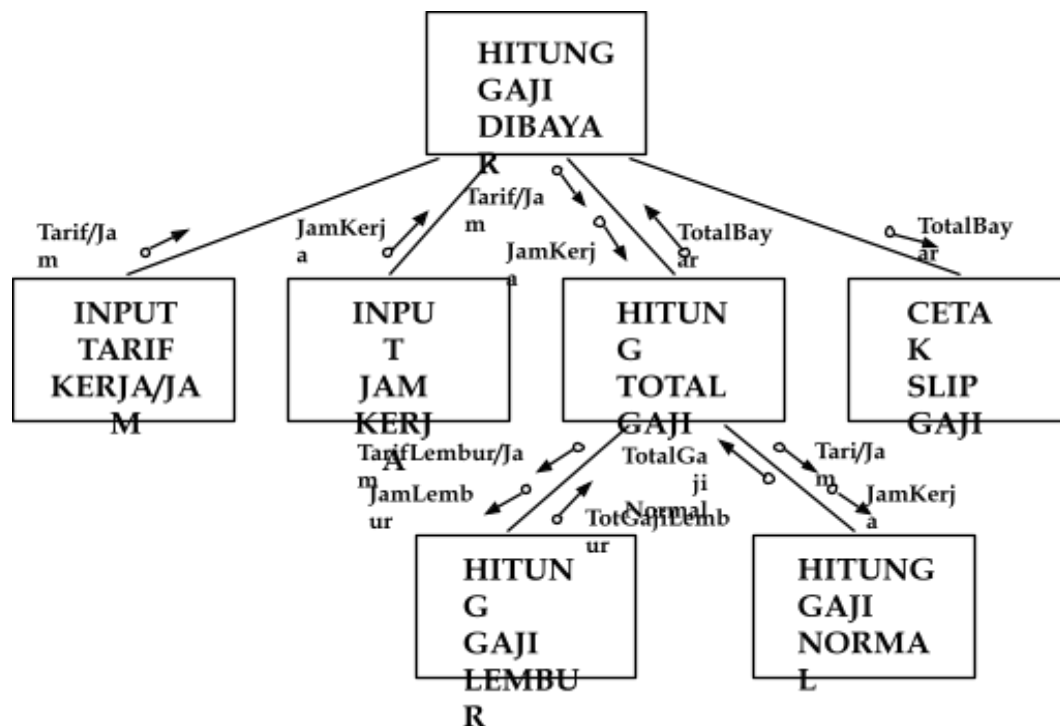 HITUNG
GAJI
DIBAYA
R
Tarif/Ja
m
JamKerj
a
Tarif/Ja
m
JamKerj
a
TotalBay
ar
TotalBay
ar
INPUT
TARIF
KERJA/JA
M
INPU
T
JAM
KERJ
A
HITUN
G
TOTAL
GAJI
CETA
K
SLIP
GAJI
TarifLembur/Ja
m
JamLemb
ur
TotGajiLemb
ur
TotalGa
ji
Normal
Tari/Ja
m
JamKerj
a
HITUN
G
GAJI
LEMBU
R
HITUNG
GAJI
NORMA
L